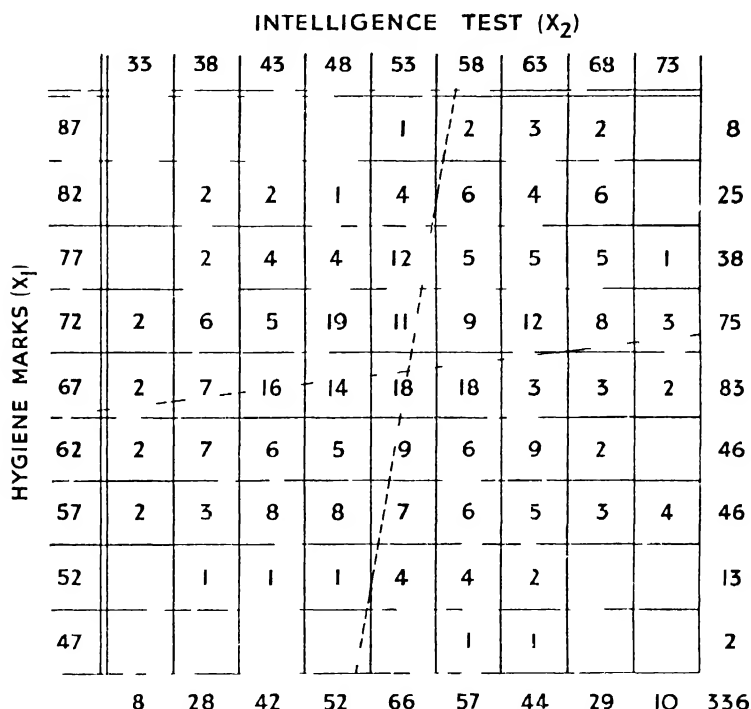 INTELLIGENCE TEST (X2)
33 38 43 48 53 58 63 68 73
87 1 2 3 2 8
82 2 2 1 4 6 4 6 25
77 2 4 4 12 5 5 5 1 38
72 2 6 5 19 11 9 12 8 3 75
67 2 7 16 14 18 18 3 3 2 83
62 2 7 6 5 9 6 9 2 46
57 2 3 8 8 7 6 5 3 4 46
52 1 1 1 4 4 2 13
47 1 1 2
8 28 42 52 66 57 44 29 10 336
HYGIENE MARKS (X1)